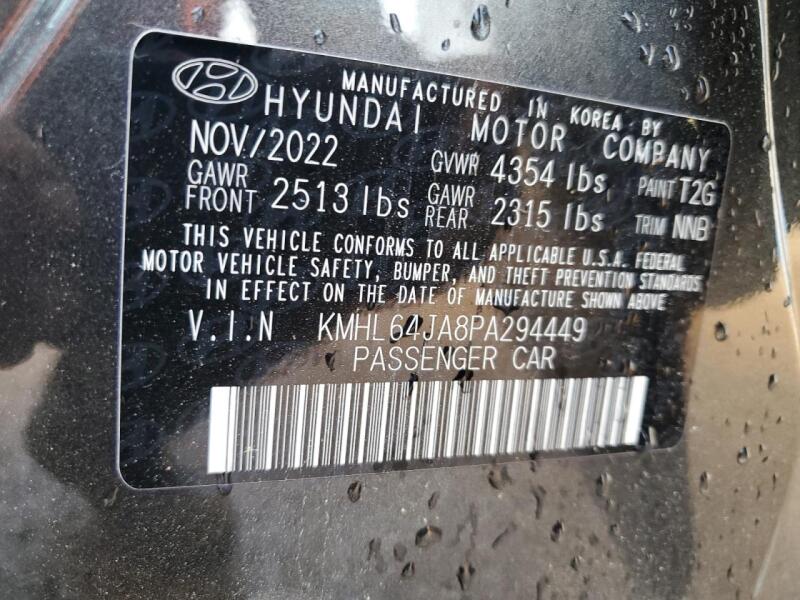 MANUFACTURED IN KOREA BY
HYUNDAI MOTOR COMPANY
NOV/2022 GVWR 4354 lbs PAINT T2G
GAWR FRONT 2513 lbs GAWR REAR 2315 lbs TRIM NNB
THIS VEHICLE CONFORMS TO ALL APPLICABLE U.S.A. FEDERAL
MOTOR VEHICLE SAFETY, BUMPER, AND THEFT PREVENTION STANDARDS
IN EFFECT ON THE DATE OF MANUFACTURE SHOWN ABOVE.
V.I.N KMHL64JA8PA294449
PASSENGER CAR